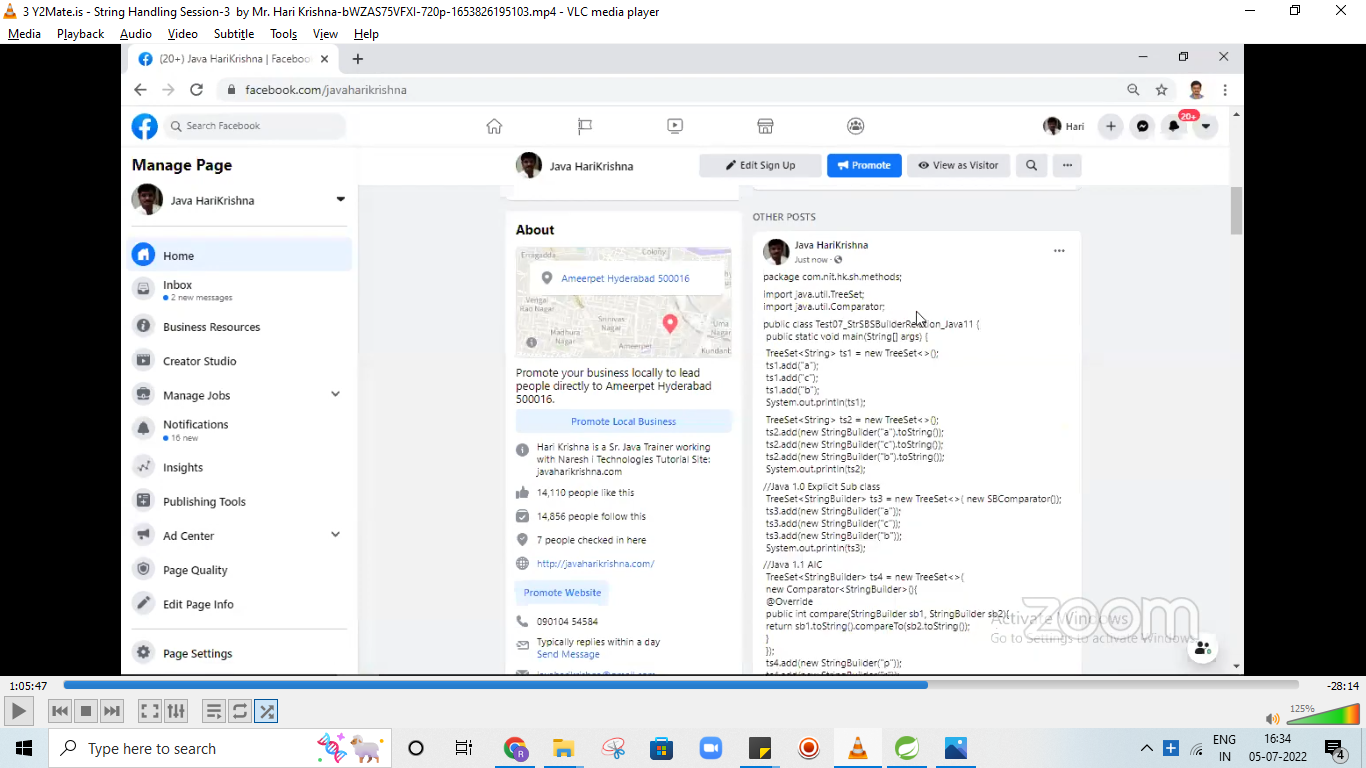 3 Y2Mate.is - String Handling Session-3 by Mr. Hari Krishna-bWZAS75VFXI-720p-1653826195103.mp4 - VLC media player
Media Playback Audio Video Subtitle Tools View Help
(20+) Java HariKrishna | Facebook
facebook.com/javaharikrishna
Search Facebook
Hari
20+
Manage Page
Java HariKrishna
Edit Sign Up
Promote
View as Visitor
Java HariKrishna
Home
Inbox
2 new messages
Business Resources
Creator Studio
Manage Jobs
Notifications
16 new
Insights
Publishing Tools
Ad Center
Page Quality
Edit Page Info
Page Settings
About
Erragadda
Colony
Ameerpet Hyderabad 500016
Vengal
Rao Nagar
Srinivas
Nagar
Uma
Nagar
Madhura
Nagar
Ameerpet
Kundanb
Promote your business locally to lead
people directly to Ameerpet Hyderabad
500016.
Promote Local Business
Hari Krishna is a Sr. Java Trainer working
with Naresh i Technologies Tutorial Site:
javaharikrishna.com
14,110 people like this
14,856 people follow this
7 people checked in here
http://javaharikrishna.com/
Promote Website
090104 54584
Typically replies within a day
Send Message
OTHER POSTS
Java HariKrishna
Just now
package com.nit.hk.sh.methods;
import java.util.TreeSet;
import java.util.Comparator;
public class Test07_StrSBSBuilderRelation_Java11 {
public static void main(String[] args) {
TreeSet<String> ts1 = new TreeSet<>();
ts1.add("a");
ts1.add("c");
ts1.add("b");
System.out.println(ts1);
TreeSet<String> ts2 = new TreeSet<>();
ts2.add(new StringBuilder("a").toString());
ts2.add(new StringBuilder("c").toString());
ts2.add(new StringBuilder("b").toString());
System.out.println(ts2);
//Java 1.0 Explicit Sub class
TreeSet<StringBuilder> ts3 = new TreeSet<>( new SBComparator());
ts3.add(new StringBuilder("a"));
ts3.add(new StringBuilder("c"));
ts3.add(new StringBuilder("b"));
System.out.println(ts3);
//Java 1.1 AIC
TreeSet<StringBuilder> ts4 = new TreeSet<>(
new Comparator<StringBuilder>(){
@Override
public int compare(StringBuilder sb1, StringBuilder sb2){
return sb1.toString().compareTo(sb2.toString());
}
});
ts4.add(new StringBuilder("p"));
zoom
Activate Windows
Go to Settings to activate Windows.
1:05:47
-28:14
125%
Type here to search
ENG
IN
16:34
05-07-2022
4